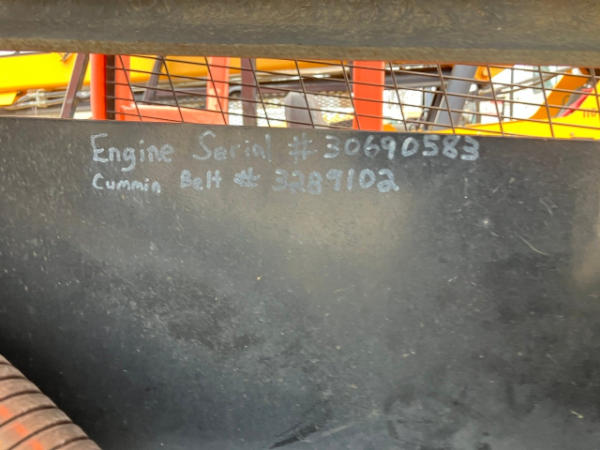 Engine Serial #30690583
Cummin Belt # 3289102